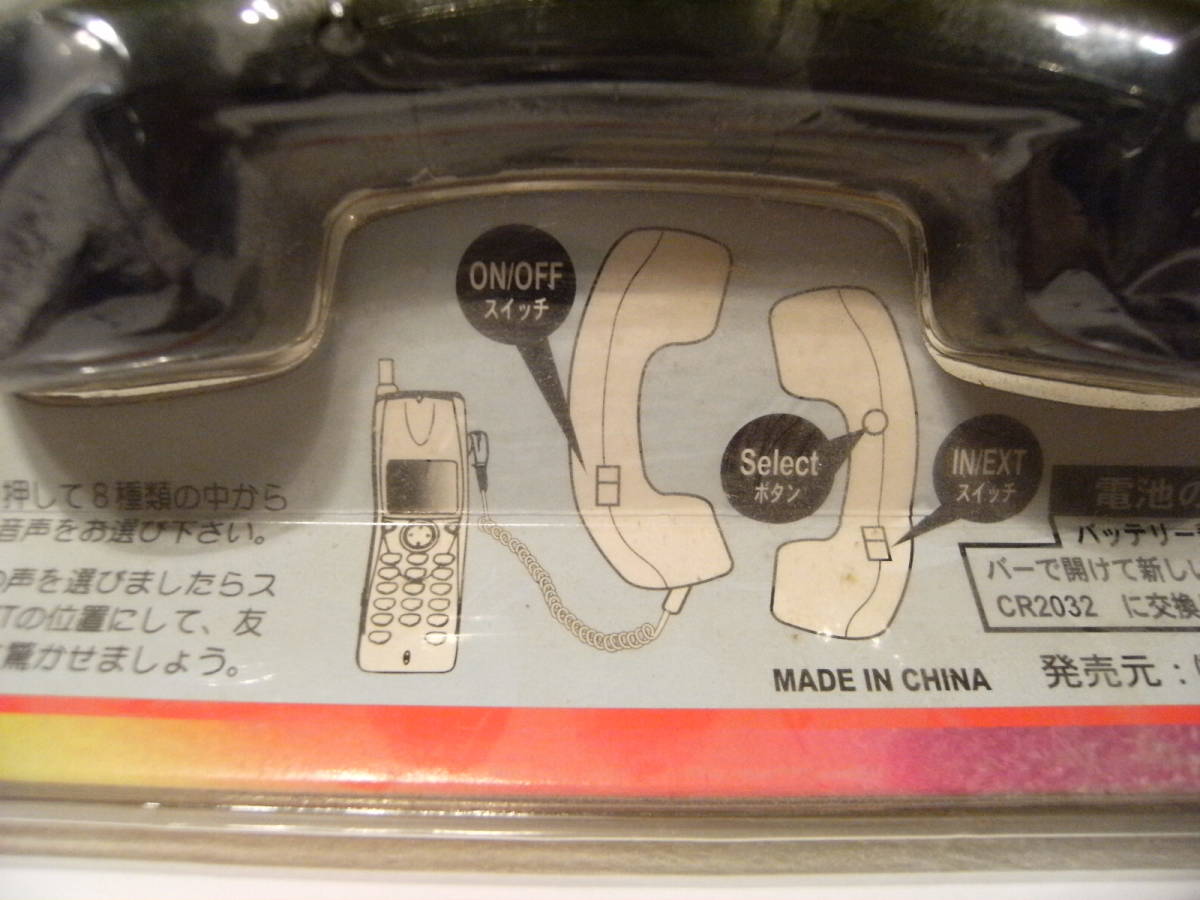 ON/OFF
スイッチ
Select
ボタン
IN/EXT
スイッチ
押して8種類の中から
音声をお選び下さい。
の声を選びましたらス
Tの位置にして、友
驚かせましょう。
電池の
バッテリー
バーで開けて新しい
CR2032 に交換
MADE IN CHINA
発売元: